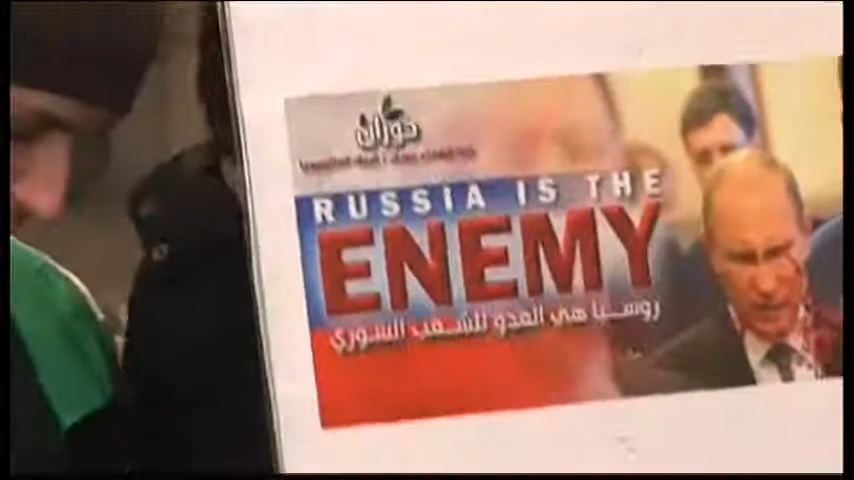 حوران
RUSSIA IS THE
ENEMY
روسيا هي العدو للشعب السوري